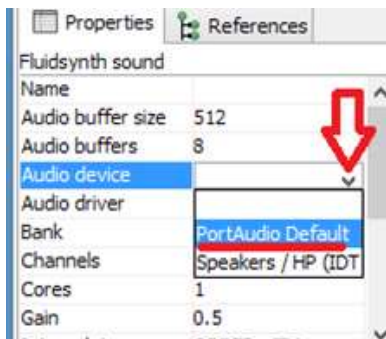 Properties References
Fluidsynth sound
Name
Audio buffer size 512
Audio buffers 8
Audio device
Audio driver
Bank PortAudio Default
Channels Speakers / HP (IDT
Cores 1
Gain 0.5